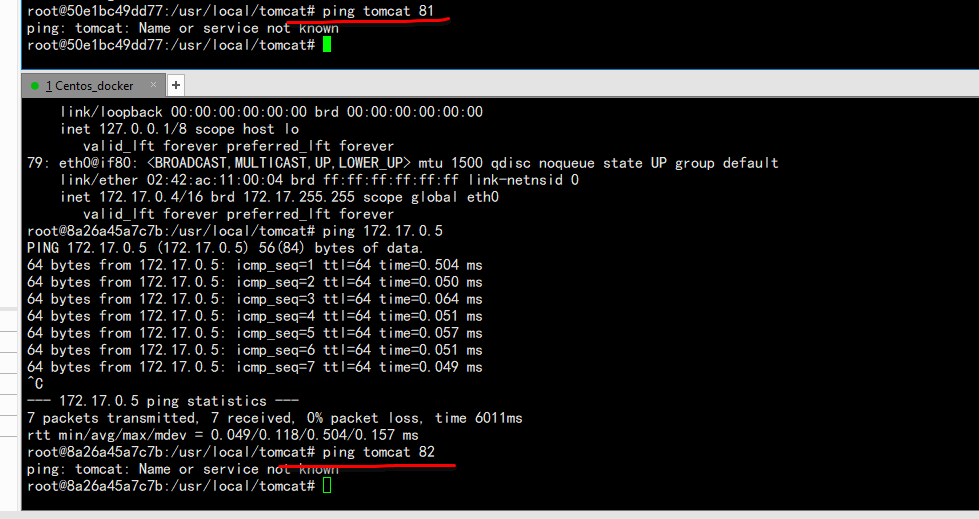 root@50e1bc49dd77:/usr/local/tomcat# ping tomcat 81
ping: tomcat: Name or service not known
root@50e1bc49dd77:/usr/local/tomcat#
1 Centos_docker × +
link/loopback 00:00:00:00:00:00 brd 00:00:00:00:00:00
inet 127.0.0.1/8 scope host lo
valid_lft forever preferred_lft forever
79: eth0@if80: <BROADCAST,MULTICAST,UP,LOWER_UP> mtu 1500 qdisc noqueue state UP group default
link/ether 02:42:ac:11:00:04 brd ff:ff:ff:ff:ff:ff link-netnsid 0
inet 172.17.0.4/16 brd 172.17.255.255 scope global eth0
valid_lft forever preferred_lft forever
root@8a26a45a7c7b:/usr/local/tomcat# ping 172.17.0.5
PING 172.17.0.5 (172.17.0.5) 56(84) bytes of data.
64 bytes from 172.17.0.5: icmp_seq=1 ttl=64 time=0.504 ms
64 bytes from 172.17.0.5: icmp_seq=2 ttl=64 time=0.050 ms
64 bytes from 172.17.0.5: icmp_seq=3 ttl=64 time=0.064 ms
64 bytes from 172.17.0.5: icmp_seq=4 ttl=64 time=0.051 ms
64 bytes from 172.17.0.5: icmp_seq=5 ttl=64 time=0.057 ms
64 bytes from 172.17.0.5: icmp_seq=6 ttl=64 time=0.051 ms
64 bytes from 172.17.0.5: icmp_seq=7 ttl=64 time=0.049 ms
^C
--- 172.17.0.5 ping statistics ---
7 packets transmitted, 7 received, 0% packet loss, time 6011ms
rtt min/avg/max/mdev = 0.049/0.118/0.504/0.157 ms
root@8a26a45a7c7b:/usr/local/tomcat# ping tomcat 82
ping: tomcat: Name or service not known
root@8a26a45a7c7b:/usr/local/tomcat#